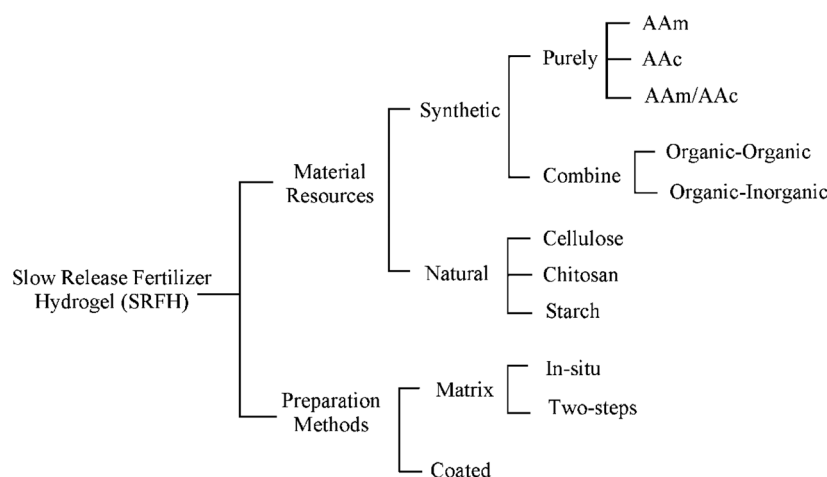 AAm
Purely
AAc
AAm/AAc
Synthetic
Organic-Organic
Combine
Organic-Inorganic
Material
Resources
Cellulose
Natural
Chitosan
Starch
Slow Release Fertilizer
Hydrogel (SRFH)
In-situ
Matrix
Two-steps
Preparation
Methods
Coated